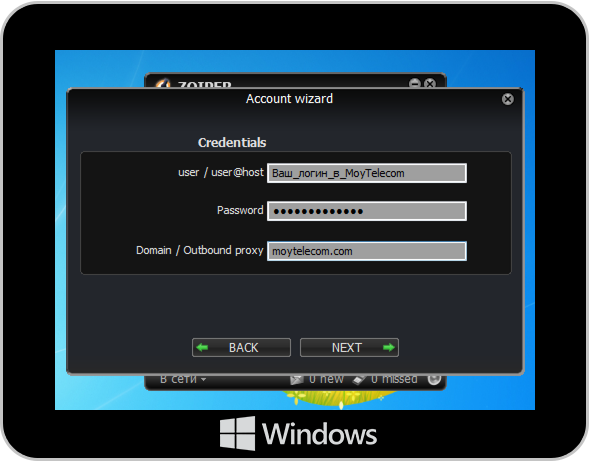 ZOIPER
Account wizard
Credentials
user / user@host
Ваш_логин_в_MoyTelecom
Password
●●●●●●●●●●●●●
Domain / Outbound proxy
moytelecom.com
BACK
NEXT
В сети
0 new
0 missed
Windows